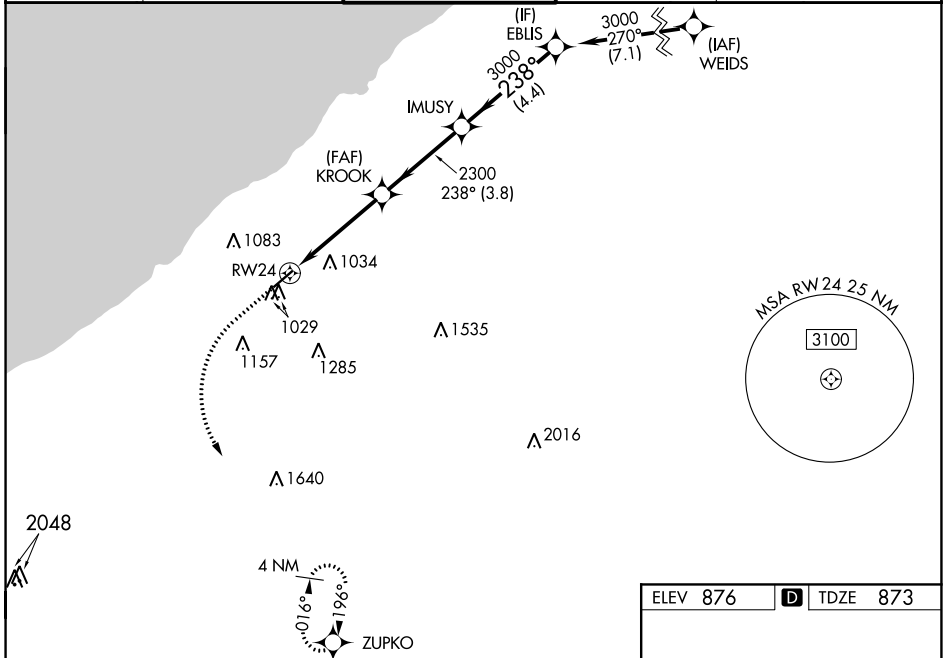 (IF)
EBLIS
3000
270°
(7.1)
(IAF)
WEIDS
3000
238°
(4.4)
IMUSY
(FAF)
KROOK
2300
238° (3.8)
1083
RW24
1034
1029
1535
1157
1285
MSA RW24 25 NM
3100
2016
1640
2048
4 NM
016°
196°
ZUPKO
ELEV 876 D TDZE 873